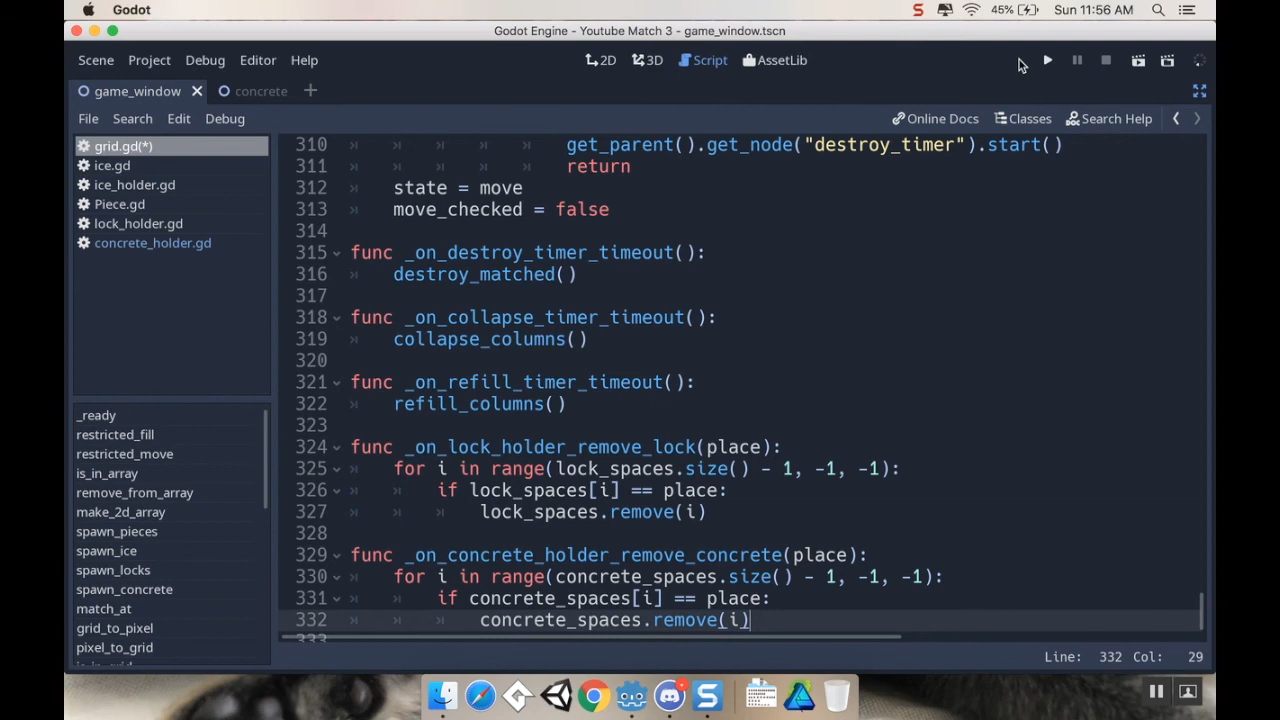 Godot
45%
Sun 11:56 AM
Godot Engine - Youtube Match 3 - game_window.tscn
Scene Project Debug Editor Help
2D 3D Script AssetLib
game_window
concrete
File Search Edit Debug
Online Docs Classes Search Help
grid.gd(*)
ice.gd
ice_holder.gd
Piece.gd
lock_holder.gd
concrete_holder.gd
_ready
restricted_fill
restricted_move
is_in_array
remove_from_array
make_2d_array
spawn_pieces
spawn_ice
spawn_locks
spawn_concrete
match_at
grid_to_pixel
pixel_to_grid
is_in_grid
310 get_parent().get_node("destroy_timer").start()
311 return
312 state = move
313 move_checked = false
314
315 func _on_destroy_timer_timeout():
316 destroy_matched()
317
318 func _on_collapse_timer_timeout():
319 collapse_columns()
320
321 func _on_refill_timer_timeout():
322 refill_columns()
323
324 func _on_lock_holder_remove_lock(place):
325 for i in range(lock_spaces.size() - 1, -1, -1):
326 if lock_spaces[i] == place:
327 lock_spaces.remove(i)
328
329 func _on_concrete_holder_remove_concrete(place):
330 for i in range(concrete_spaces.size() - 1, -1, -1):
331 if concrete_spaces[i] == place:
332 concrete_spaces.remove(i)
333
Line: 332 Col: 29